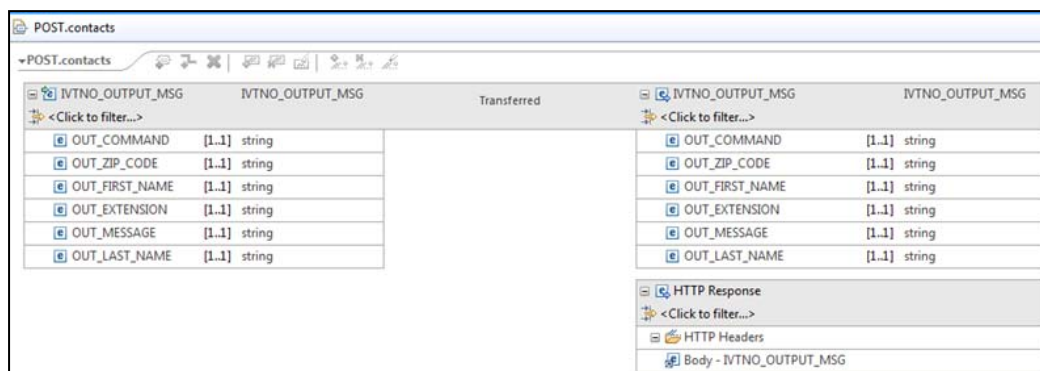 POST.contacts
POST.contacts
IVTNO_OUTPUT_MSG IVTNO_OUTPUT_MSG Transferred IVTNO_OUTPUT_MSG IVTNO_OUTPUT_MSG
<Click to filter...> <Click to filter...>
OUT_COMMAND [1..1] string OUT_COMMAND [1..1] string
OUT_ZIP_CODE [1..1] string OUT_ZIP_CODE [1..1] string
OUT_FIRST_NAME [1..1] string OUT_FIRST_NAME [1..1] string
OUT_EXTENSION [1..1] string OUT_EXTENSION [1..1] string
OUT_MESSAGE [1..1] string OUT_MESSAGE [1..1] string
OUT_LAST_NAME [1..1] string OUT_LAST_NAME [1..1] string
HTTP Response
<Click to filter...>
HTTP Headers
Body - IVTNO_OUTPUT_MSG